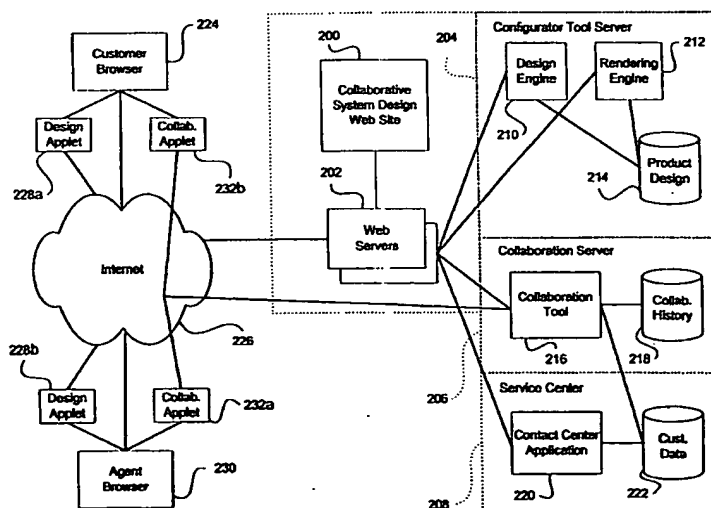 224
Customer
Browser
Design
Applet
Collab.
Applet
228a
232b
Internet
226
228b
Design
Applet
Collab.
Applet
232a
Agent
Browser
230
200
Collaborative
System Design
Web Site
202
Web
Servers
204
Configurator Tool Server
Design
Engine
Rendering
Engine
212
210
Product
Design
214
Collaboration Server
Collaboration
Tool
Collab.
History
216
218
206
Service Center
Contact Center
Application
Cust.
Data
220
222
208